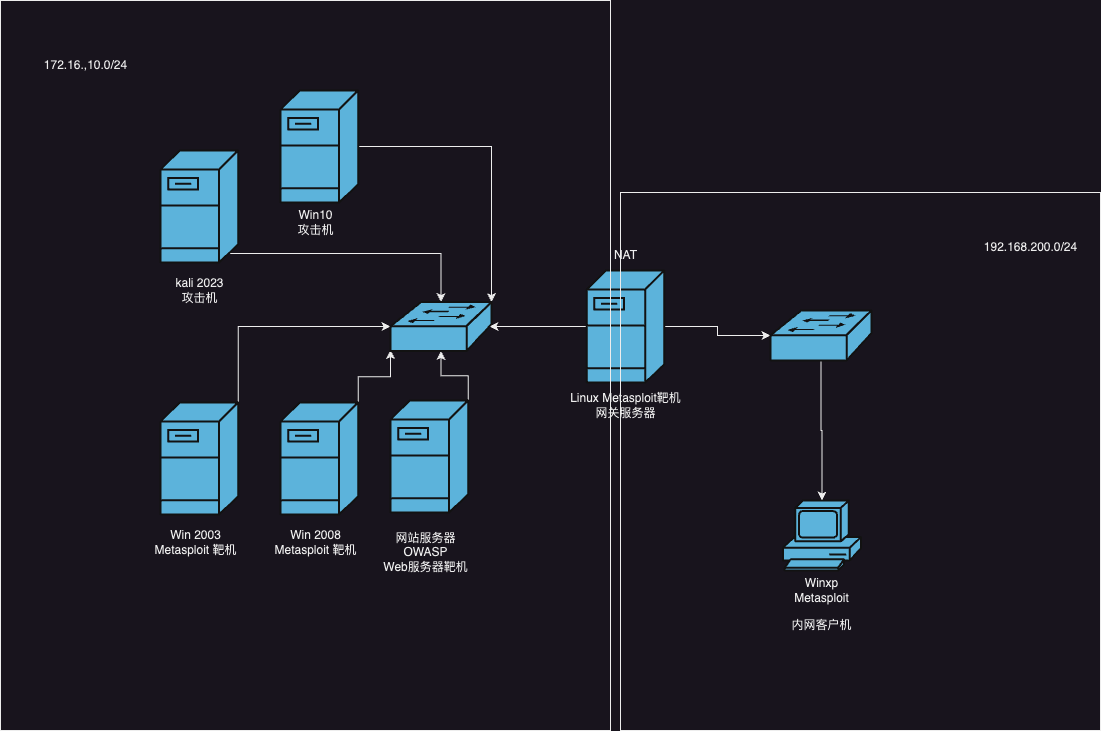 172.16.,10.0/24
Win10
攻击机
kali 2023
攻击机
NAT
192.168.200.0/24
Linux Metasploit靶机
网关服务器
Win 2003
Metasploit 靶机
Win 2008
Metasploit 靶机
网站服务器
OWASP
Web服务器靶机
Winxp
Metasploit
内网客户机